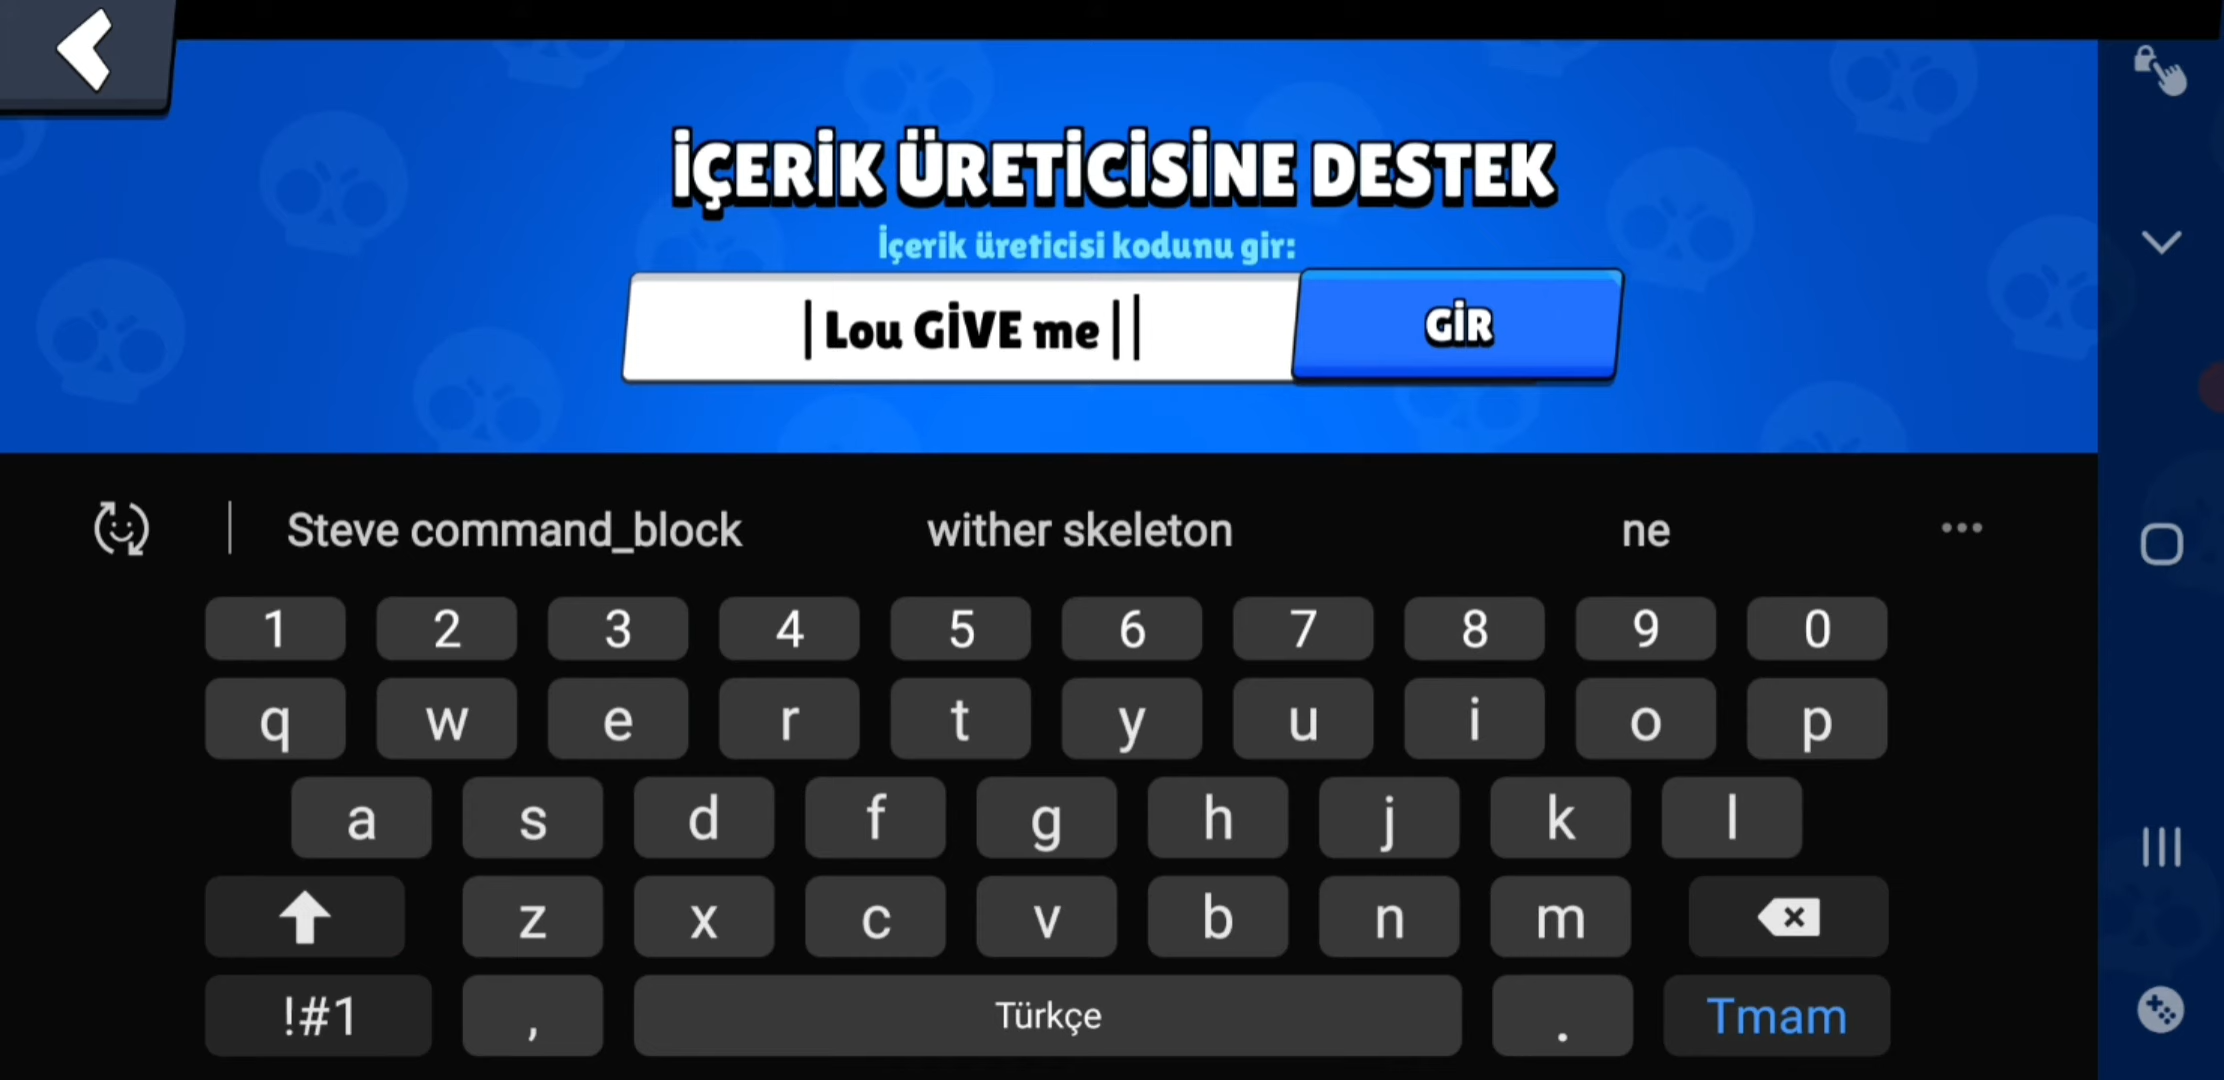 İÇERİK ÜRETİCİSİNE DESTEK
İçerik üreticisi kodunu gir:
|Lou GİVE me|| GİR
Steve command_block wither skeleton ne •••
1 2 3 4 5 6 7 8 9 0
q w e r t y u i o p
a s d f g h j k l
z x c v b n m
!#1 , Türkçe . Tmam